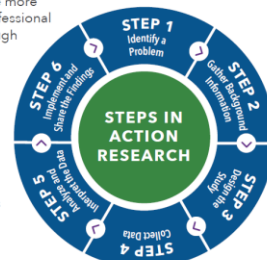 more
fessional
ugh
STEPS IN
ACTION
RESEARCH
STEP 1
Identify a
Problem
STEP 2
Gather Background
Information
STEP 3
Design the
Study
STEP 4
Collect Data
STEP 5
Analyze and
Interpret the Data
STEP 6
Implement and
Share the Findings